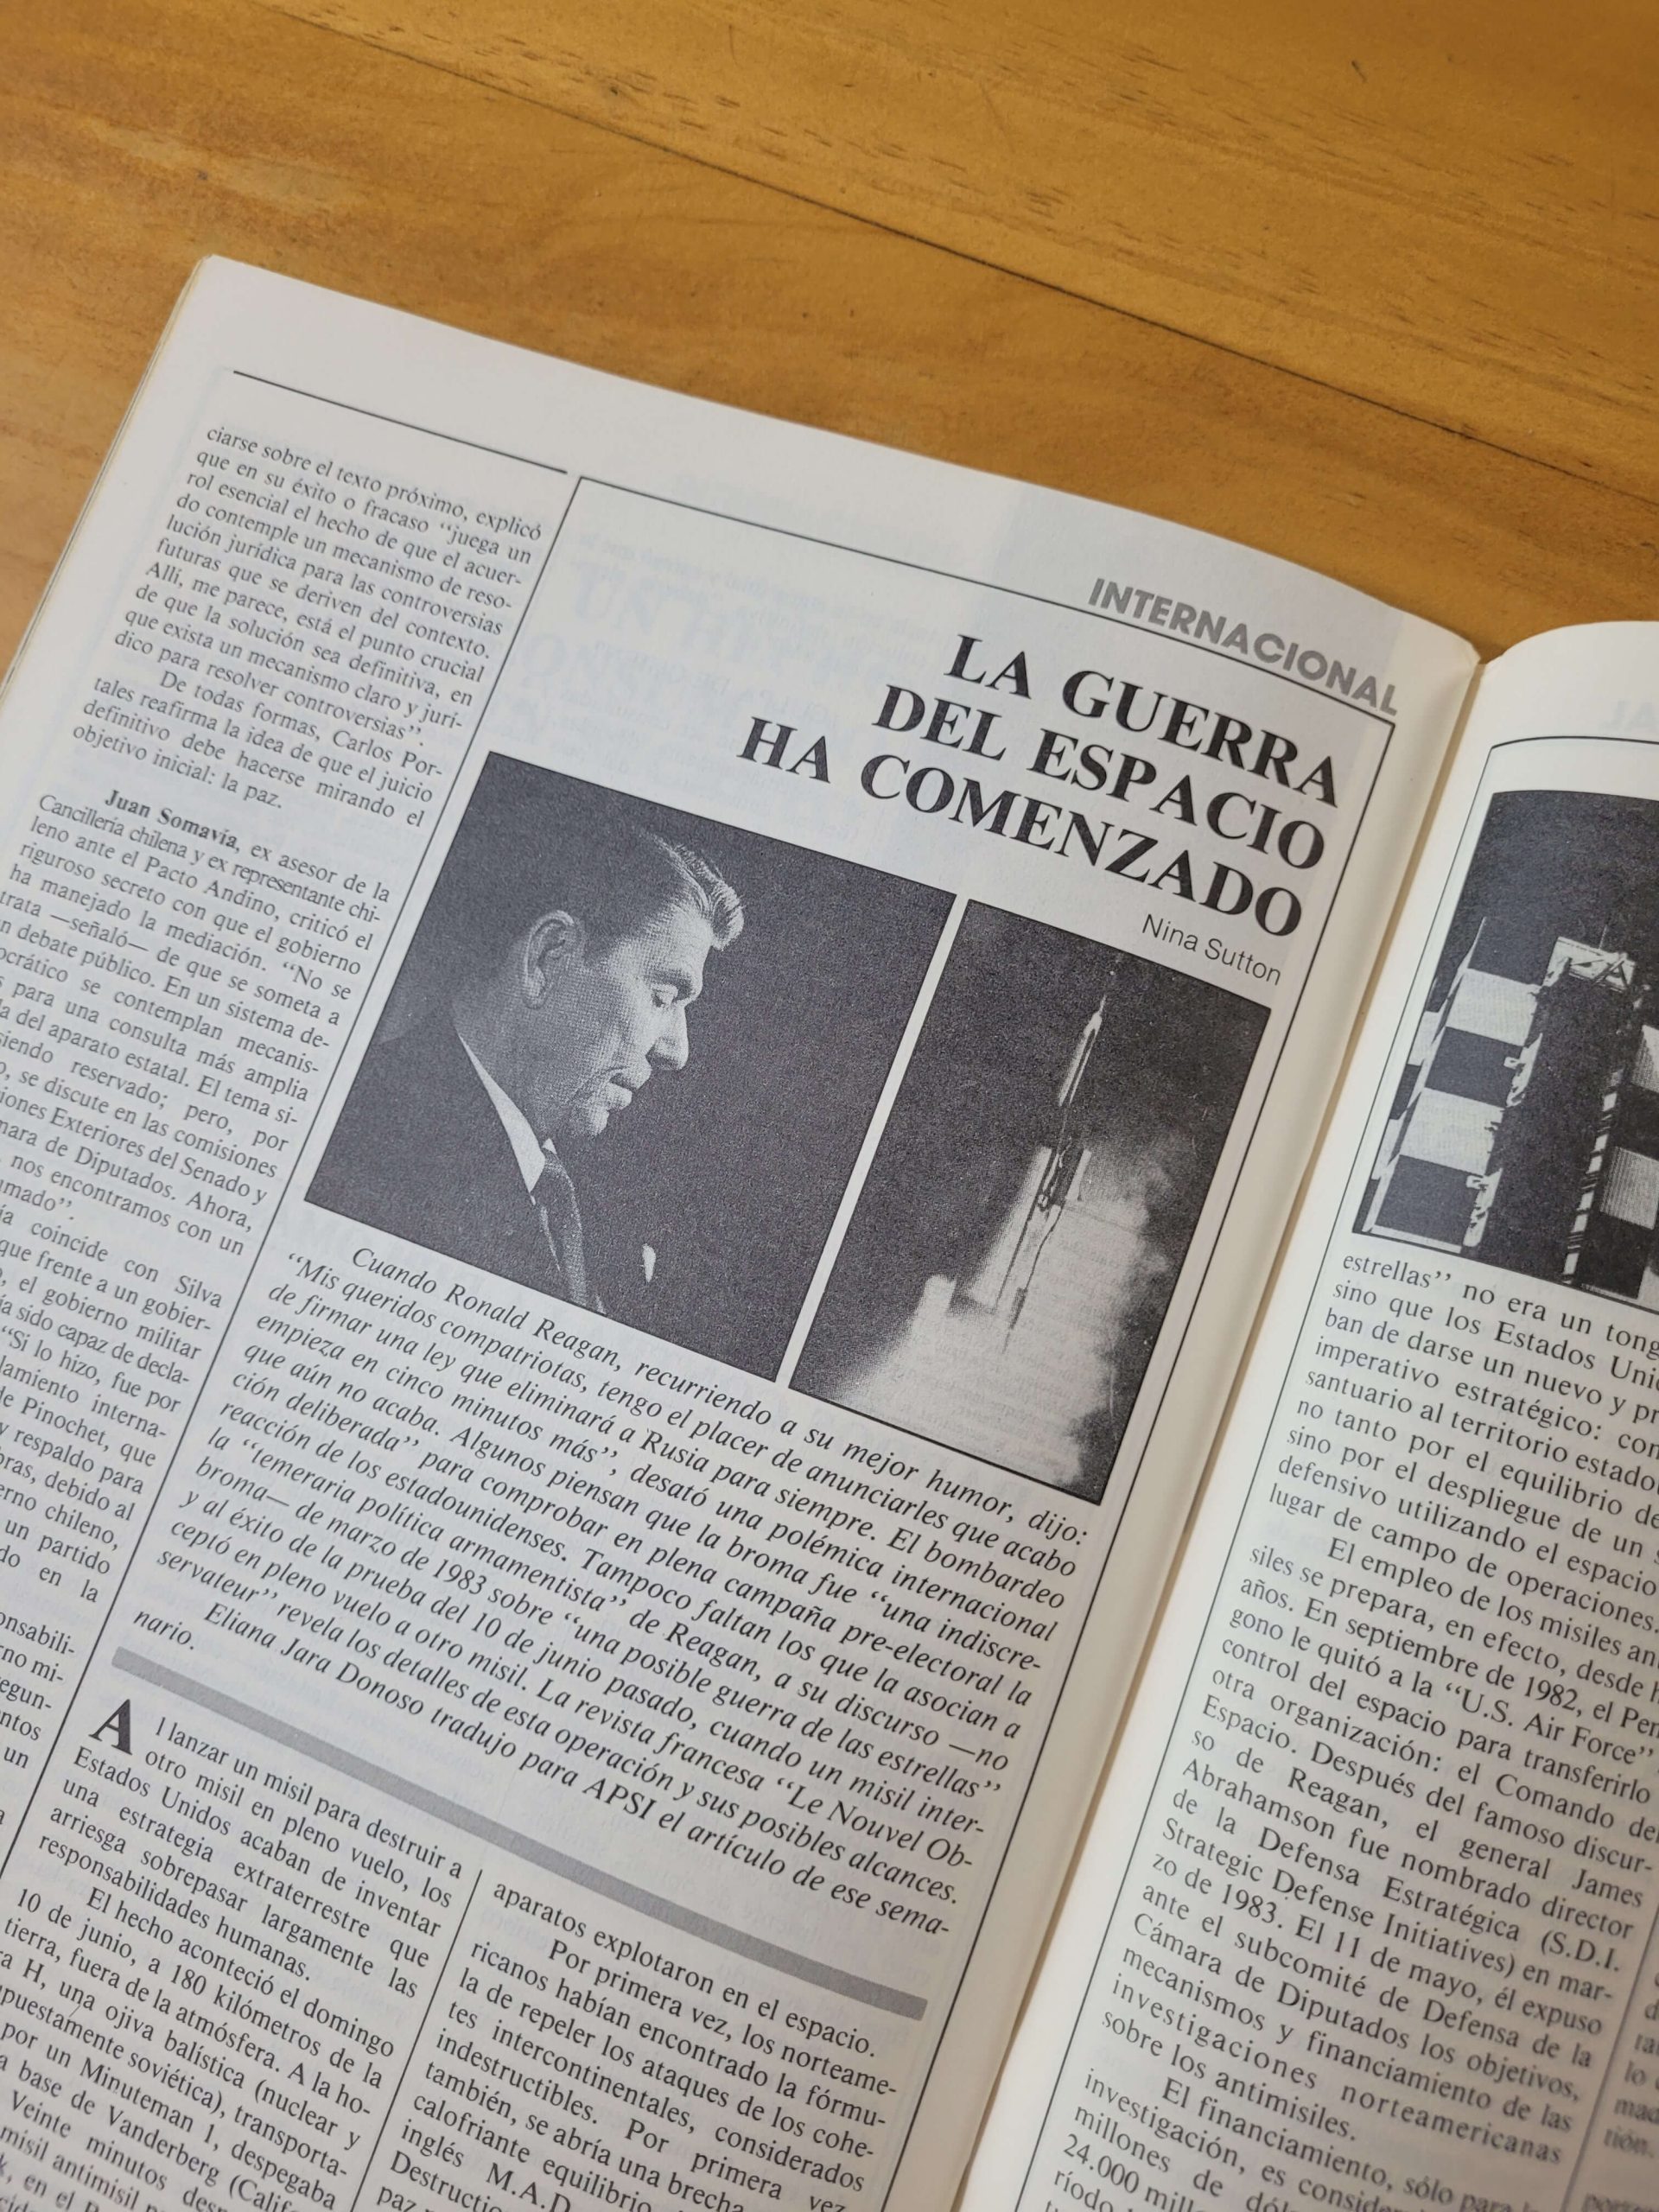 ciarse sobre el texto próximo, explicó
que en su éxito o fracaso “juega un
rol esencial el hecho de que el acuer-
do contemple un mecanismo de reso-
lución jurídica para las controversias
futuras que se deriven del contexto.
Allí, me parece, está el punto crucial
de que la solución sea definitiva, en
que exista un mecanismo claro y jurí-
dico para resolver controversias”.
De todas formas, Carlos Por-
tales reafirma la idea de que el juicio
definitivo debe hacerse mirando el
objetivo inicial: la paz.
Juan Somavía, ex asesor de la
Cancillería chilena y ex representante chi-
leno ante el Pacto Andino, criticó el
riguroso secreto con que el gobierno
ha manejado la mediación. “No se
trata —señaló— de que se someta a
debate público. En un sistema de-
se contemplan mecanis-
para una consulta más amplia
del aparato estatal. El tema si-
siendo reservado; pero, por
se discute en las comisiones
Exteriores del Senado y
de Diputados. Ahora,
nos encontramos con un
coincide con Silva
que frente a un gobier-
el gobierno militar
sido capaz de decla-
“Si lo hizo, fue por
interna-
de Pinochet, que
y respaldo para
debido al
chileno,
un partido
en la
un
INTERNACIONAL
LA GUERRA
DEL ESPACIO
HA COMENZADO
Nina Sutton
Cuando Ronald Reagan, recurriendo a su mejor humor, dijo:
“Mis queridos compatriotas, tengo el placer de anunciarles que acabo
de firmar una ley que eliminará a Rusia para siempre. El bombardeo
empieza en cinco minutos más”, desató una polémica internacional
que aún no acaba. Algunos piensan que la broma fue “una indiscre-
ción deliberada” para comprobar en plena campaña pre-electoral la
reacción de los estadounidenses. Tampoco faltan los que la asocian a
la “temeraria política armamentista” de Reagan, a su discurso —no
broma— de marzo de 1983 sobre “una posible guerra de las estrellas”
y al éxito de la prueba del 10 de junio pasado, cuando un misil inter-
ceptó en pleno vuelo a otro misil. La revista francesa “Le Nouvel Ob-
servateur” revela los detalles de esta operación y sus posibles alcances.
Eliana Jara Donoso tradujo para APSI el artículo de ese sema-
nario.
Al lanzar un misil para destruir a
otro misil en pleno vuelo, los
Estados Unidos acaban de inventar
una estrategia extraterrestre que
arriesga sobrepasar largamente las
responsabilidades humanas.
El hecho aconteció el domingo
10 de junio, a 180 kilómetros de la
tierra, fuera de la atmósfera. A la ho-
ra H, una ojiva balística (nuclear y
supuestamente soviética), transporta-
por un Minuteman 1, despegaba
base de Vanderberg
Veinte minutos
misil antimisil
en el
aparatos explotaron en el espacio.
Por primera vez, los norteame-
ricanos habían encontrado la fórmu-
la de repeler los ataques de los cohe-
tes intercontinentales, considerados
indestructibles. Por primera vez
también, se abría una brecha
calofriante equilibrio
inglés M.A.D.
paz
estrellas” no era un
sino que los Estados
ban de darse un nuevo y
imperativo estratégico:
santuario al territorio
no tanto por el equilibrio
sino por el despliegue de un
defensivo utilizando el espacio
lugar de campo de operaciones.
El empleo de los misiles
siles se prepara, en efecto, desde
años. En septiembre de 1982, el
gono le quitó a la “U.S. Air Force”
control del espacio para transferirlo
otra organización: el Comando del
Espacio. Después del famoso discur-
so de Reagan, el general James
Abrahamson fue nombrado director
de la Defensa Estratégica (S.D.I.
Strategic Defense Initiatives) en mar-
zo de 1983. El 11 de mayo, él expuso
ante el subcomité de Defensa de la
Cámara de Diputados los objetivos,
mecanismos y financiamiento de las
investigaciones norteamericanas
sobre los antimisiles.
El financiamiento, sólo para
investigación, es
millones de
24.000